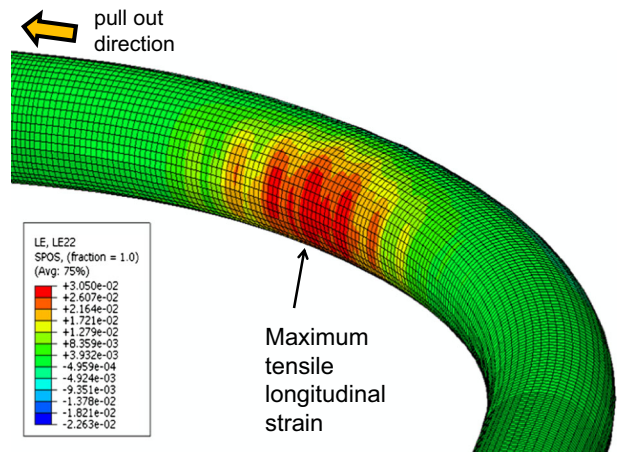 pull out
direction
LE, LE22
SPOS, (fraction = 1.0)
(Avg: 75%)
+3.050e-02
+2.607e-02
+2.164e-02
+1.721e-02
+1.279e-02
+8.359e-03
+3.932e-03
-4.959e-04
-4.924e-03
-9.351e-03
-1.378e-02
-1.821e-02
-2.263e-02
Maximum
tensile
longitudinal
strain